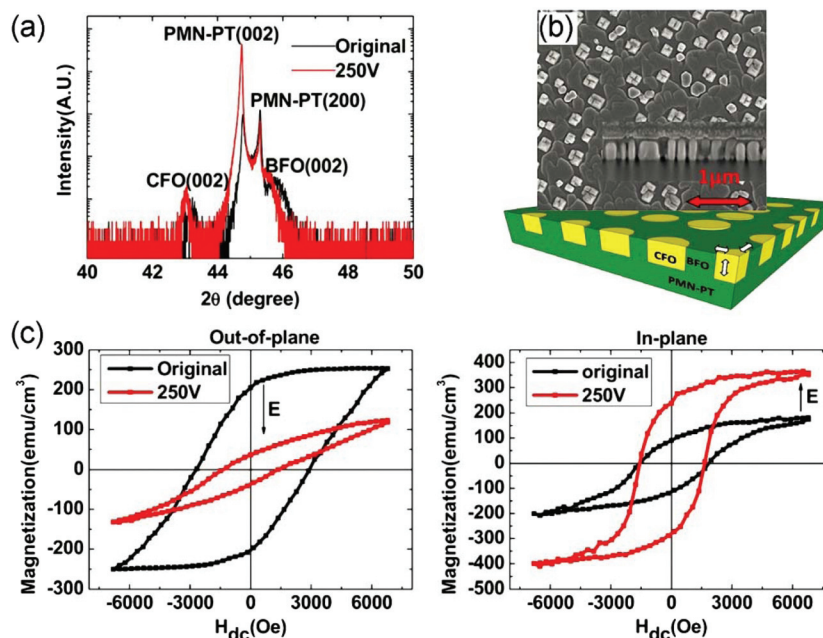 (a)
PMN-PT(002)
Original
250V
PMN-PT(200)
CFO(002)
BFO(002)
Intensity(A.U.)
40 42 44 46 48 50
2θ (degree)
(b)
1μm
CFO BFO
PMN-PT
(c)
Out-of-plane
Original
250V
E
Magnetization(emu/cm³)
300
200
100
0
-100
-200
-300
-6000 -3000 0 3000 6000
Hdc(Oe)
In-plane
original
250V
E
Magnetization(emu/cm³)
500
400
300
200
100
0
-100
-200
-300
-400
-500
-6000 -3000 0 3000 6000
Hdc(Oe)